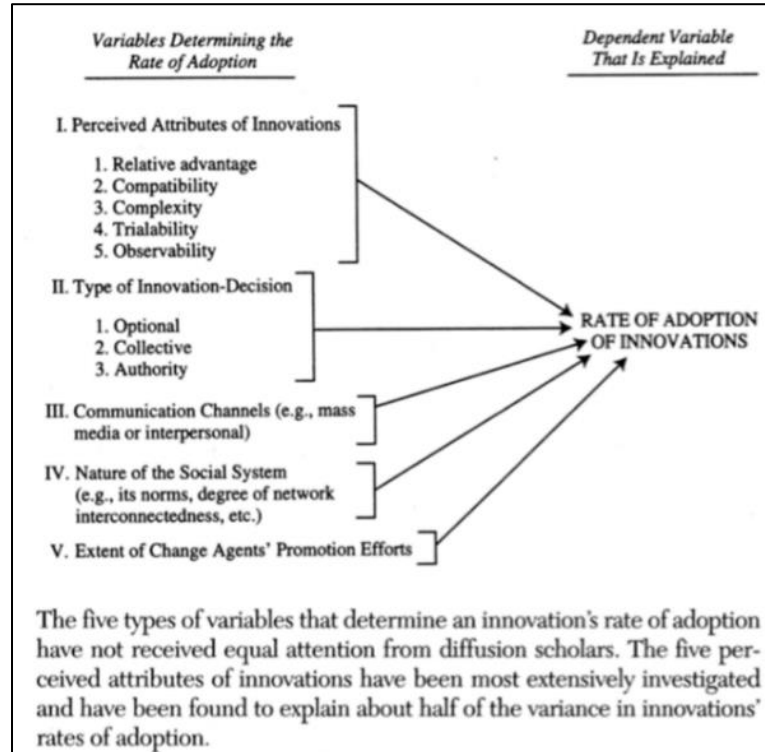 Variables Determining the
Rate of Adoption
Dependent Variable
That Is Explained
I. Perceived Attributes of Innovations
1. Relative advantage
2. Compatibility
3. Complexity
4. Trialability
5. Observability
II. Type of Innovation-Decision
1. Optional
2. Collective
3. Authority
III. Communication Channels (e.g., mass
media or interpersonal)
IV. Nature of the Social System
(e.g., its norms, degree of network
interconnectedness, etc.)
V. Extent of Change Agents' Promotion Efforts
RATE OF ADOPTION
OF INNOVATIONS
The five types of variables that determine an innovation's rate of adoption
have not received equal attention from diffusion scholars. The five per-
ceived attributes of innovations have been most extensively investigated
and have been found to explain about half of the variance in innovations'
rates of adoption.